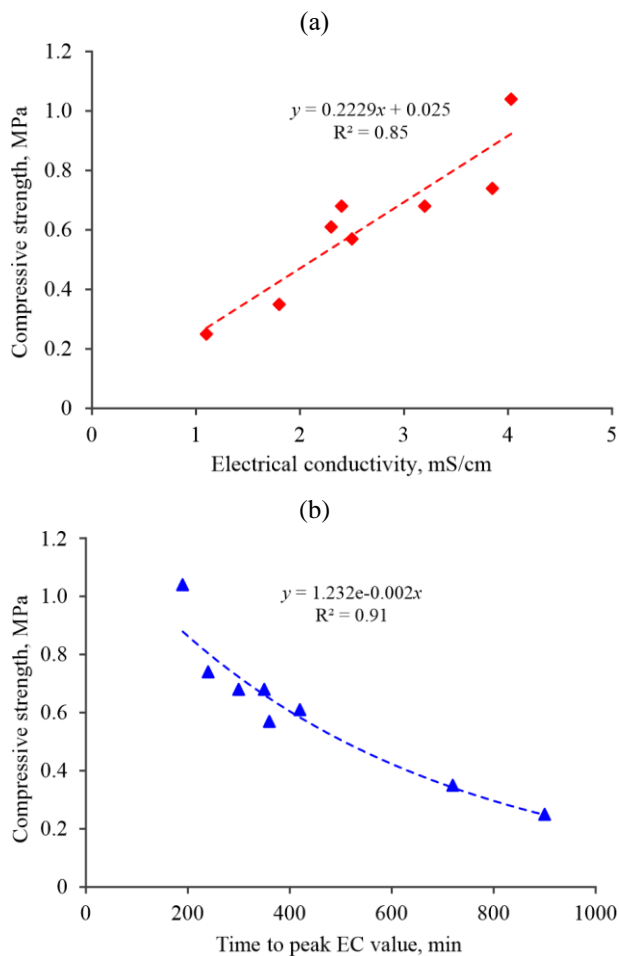 (a)
1.2
1.0
0.8
0.6
0.4
0.2
0
Compressive strength, MPa
y = 0.2229x + 0.025
R² = 0.85
0 1 2 3 4 5
Electrical conductivity, mS/cm
(b)
1.2
1.0
0.8
0.6
0.4
0.2
0
Compressive strength, MPa
y = 1.232e-0.002x
R² = 0.91
0 200 400 600 800 1000
Time to peak EC value, min